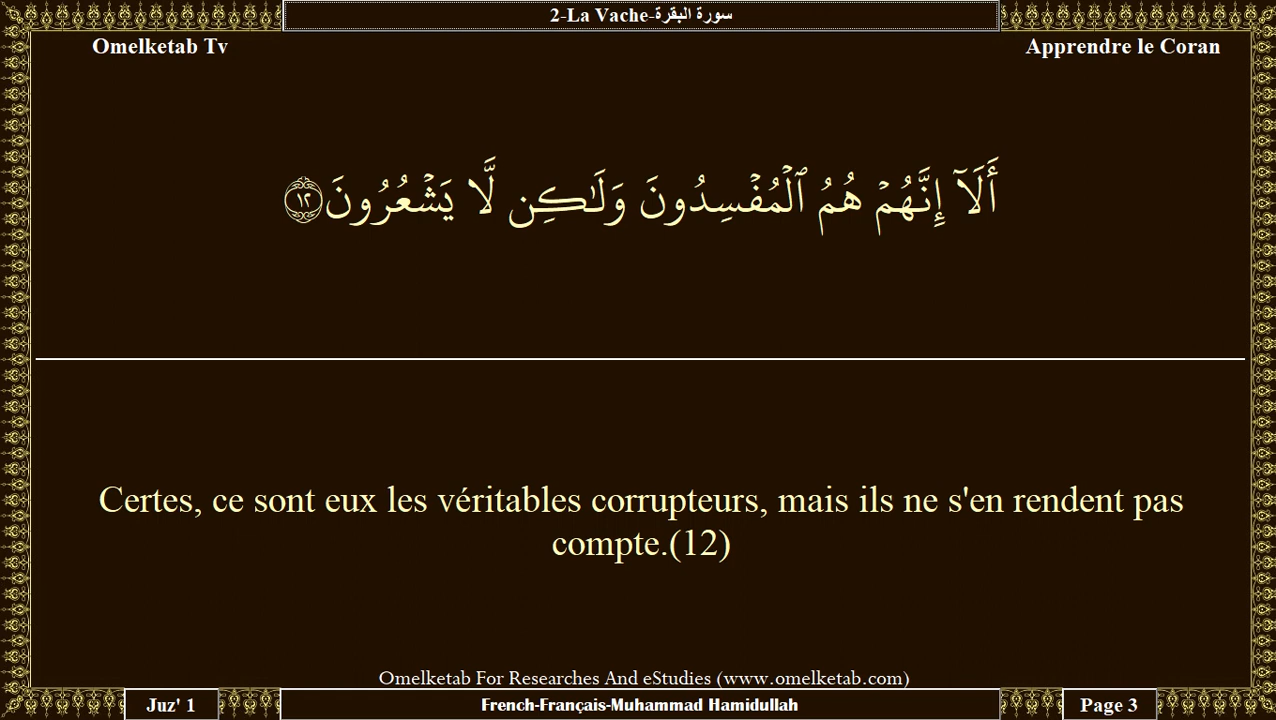 2-La Vache-سورة البقرة
Omelketab Tv
Apprendre le Coran
أَلَآ إِنَّهُمۡ هُمُ ٱلۡمُفۡسِدُونَ وَلَٰكِن لَّا يَشۡعُرُونَ ١٢
Certes, ce sont eux les véritables corrupteurs, mais ils ne s'en rendent pas
compte.(12)
Omelketab For Researches And eStudies (www.omelketab.com)
Juz' 1
French-Français-Muhammad Hamidullah
Page 3